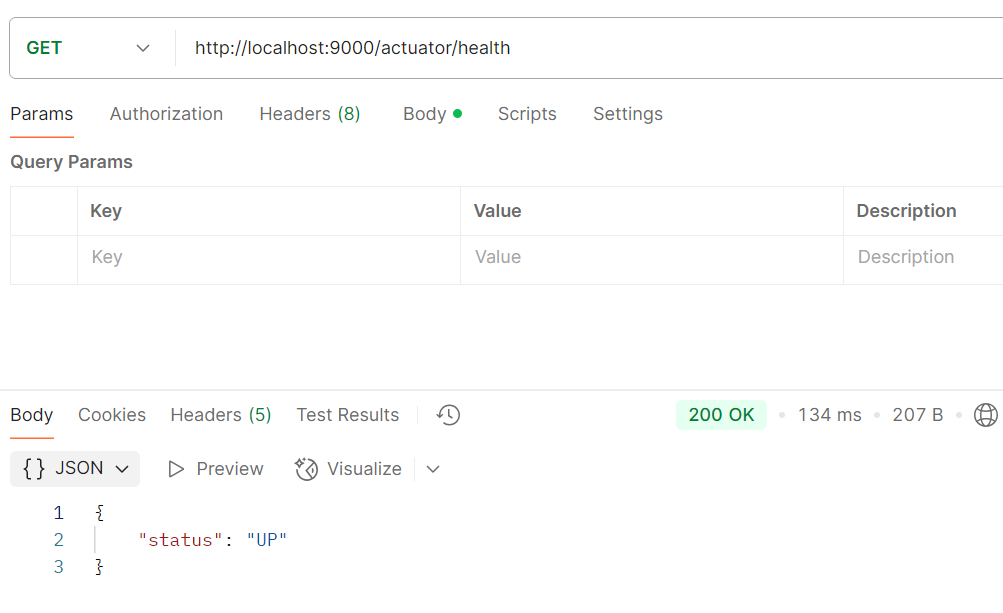 GET http://localhost:9000/actuator/health
Params Authorization Headers (8) Body Scripts Settings
Query Params
Key Value Description
Key Value Description
Body Cookies Headers (5) Test Results 200 OK 134 ms 207 B
{} JSON Preview Visualize
1 {
2 "status": "UP"
3 }